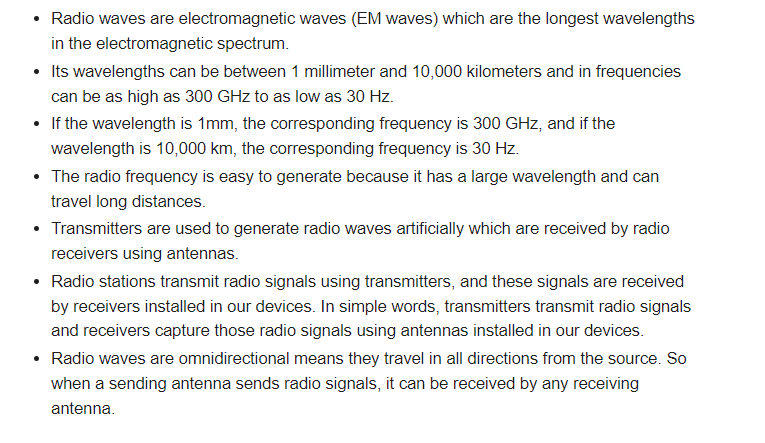 • Radio waves are electromagnetic waves (EM waves) which are the longest wavelengths
in the electromagnetic spectrum.
• Its wavelengths can be between 1 millimeter and 10,000 kilometers and in frequencies
can be as high as 300 GHz to as low as 30 Hz.
• If the wavelength is 1mm, the corresponding frequency is 300 GHz, and if the
wavelength is 10,000 km, the corresponding frequency is 30 Hz.
• The radio frequency is easy to generate because it has a large wavelength and can
travel long distances.
• Transmitters are used to generate radio waves artificially which are received by radio
receivers using antennas.
• Radio stations transmit radio signals using transmitters, and these signals are received
by receivers installed in our devices. In simple words, transmitters transmit radio signals
and receivers capture those radio signals using antennas installed in our devices.
• Radio waves are omnidirectional means they travel in all directions from the source. So
when a sending antenna sends radio signals, it can be received by any receiving
antenna.